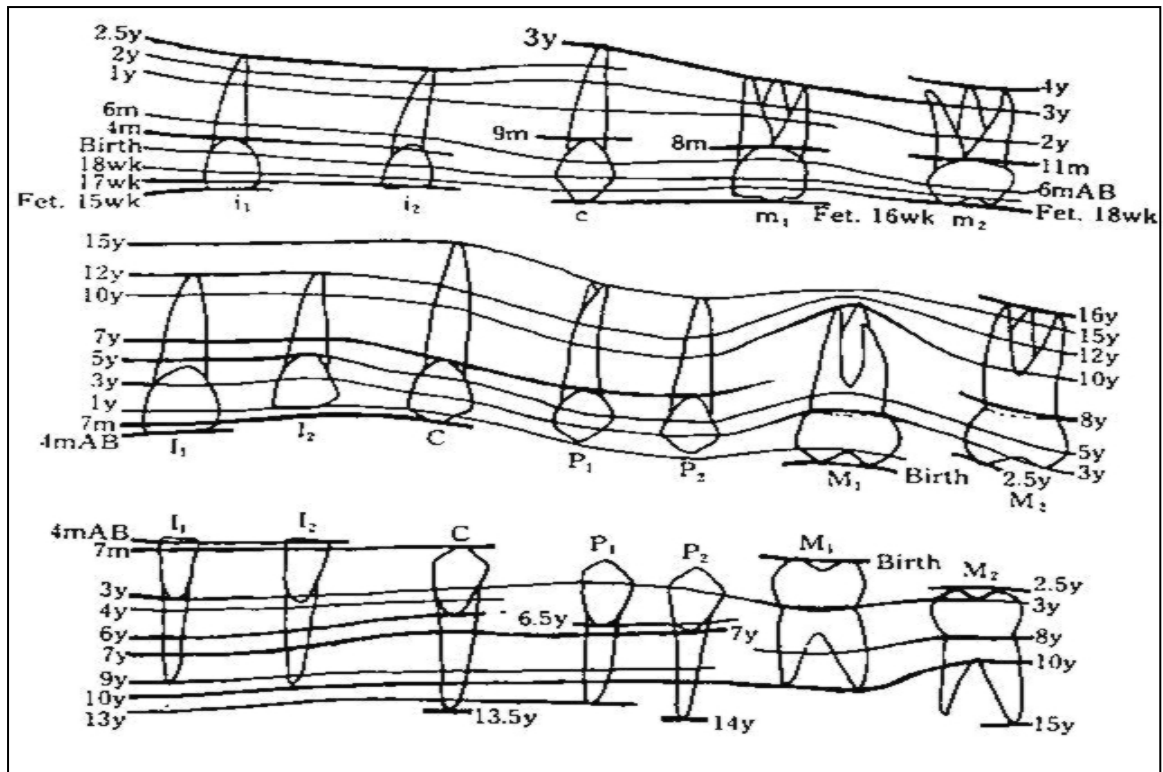 2.5y
2y
1y
6m
4m
Birth
18wk
17wk
Fet. 15wk
i₁
i₂
3y
9m
c
8m
m₁
Fet. 16wk
4y
3y
2y
11m
6mAB
m₂
Fet. 18wk
15y
12y
10y
7y
5y
3y
1y
7m
4mAB
I₁
I₂
C
P₁
P₂
M₁
Birth
16y
15y
12y
10y
8y
5y
3y
2.5y
M₂
4mAB
7m
3y
4y
6y
7y
9y
10y
13y
I₁
I₂
C
13.5y
P₁
6.5y
P₂
7y
14y
M₁
Birth
M₂
2.5y
3y
8y
10y
15y